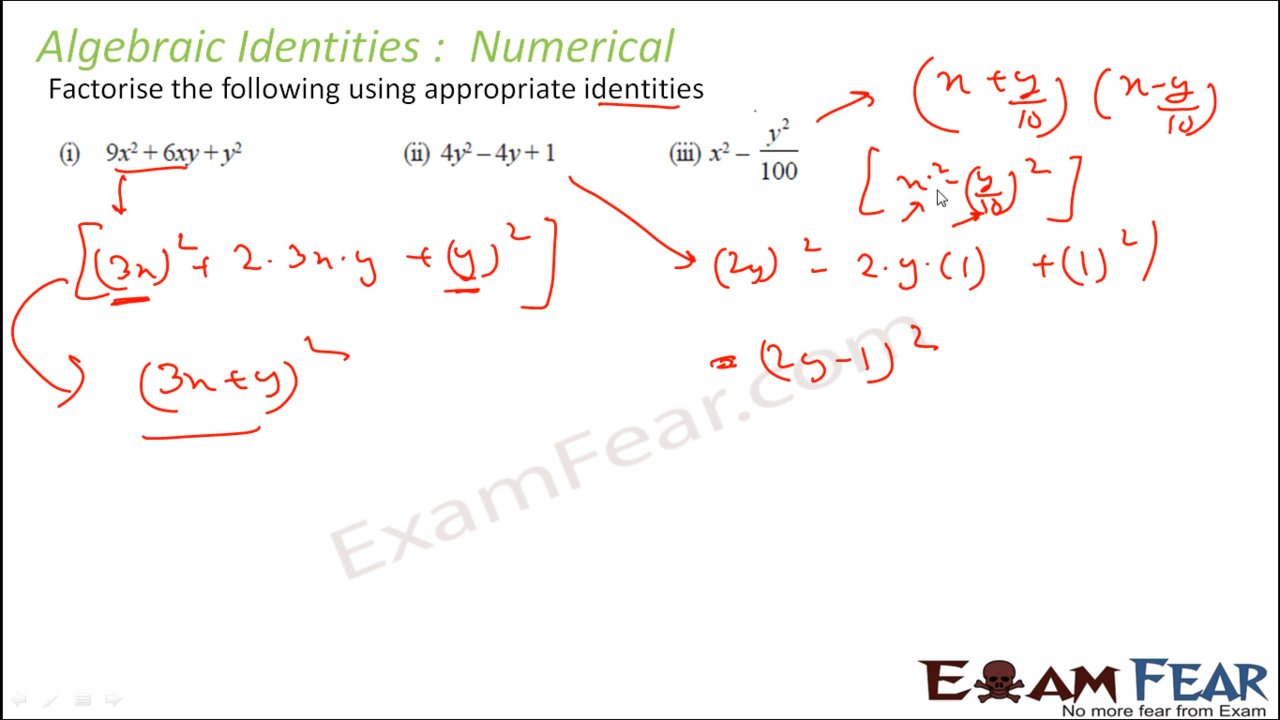 Algebraic Identities : Numerical
Factorise the following using appropriate identities
(i) 9x² + 6xy + y² (ii) 4y² – 4y + 1 (iii) x² – y²/100
(x + y/10) (x - y/10)
[x² - (y/10)²]
[(3x)² + 2·3x·y + (y)²]
(2y)² - 2·y·(1) + (1)²)
(3x + y)²
= (2y - 1)²
ExamFear.com
EXAM FEAR
No more fear from Exam